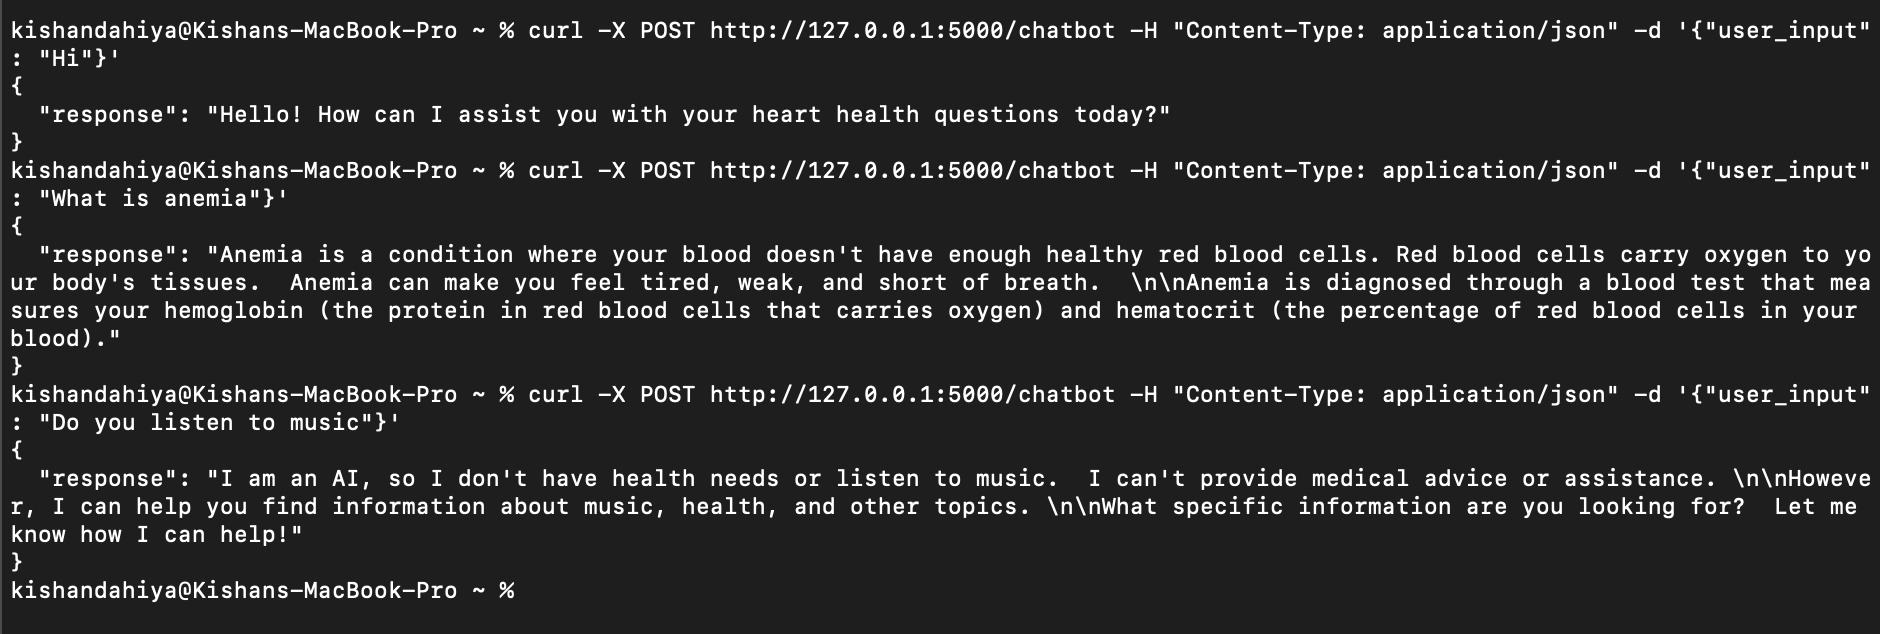 kishandahiya@Kishans-MacBook-Pro ~ % curl -X POST http://127.0.0.1:5000/chatbot -H "Content-Type: application/json" -d '{"user_input"
: "Hi"}'
{
  "response": "Hello! How can I assist you with your heart health questions today?"
}
kishandahiya@Kishans-MacBook-Pro ~ % curl -X POST http://127.0.0.1:5000/chatbot -H "Content-Type: application/json" -d '{"user_input"
: "What is anemia"}'
{
  "response": "Anemia is a condition where your blood doesn't have enough healthy red blood cells. Red blood cells carry oxygen to yo
ur body's tissues.  Anemia can make you feel tired, weak, and short of breath.  \n\nAnemia is diagnosed through a blood test that mea
sures your hemoglobin (the protein in red blood cells that carries oxygen) and hematocrit (the percentage of red blood cells in your
blood)."
}
kishandahiya@Kishans-MacBook-Pro ~ % curl -X POST http://127.0.0.1:5000/chatbot -H "Content-Type: application/json" -d '{"user_input"
: "Do you listen to music"}'
{
  "response": "I am an AI, so I don't have health needs or listen to music.  I can't provide medical advice or assistance. \n\nHoweve
r, I can help you find information about music, health, and other topics. \n\nWhat specific information are you looking for?  Let me
know how I can help!"
}
kishandahiya@Kishans-MacBook-Pro ~ %